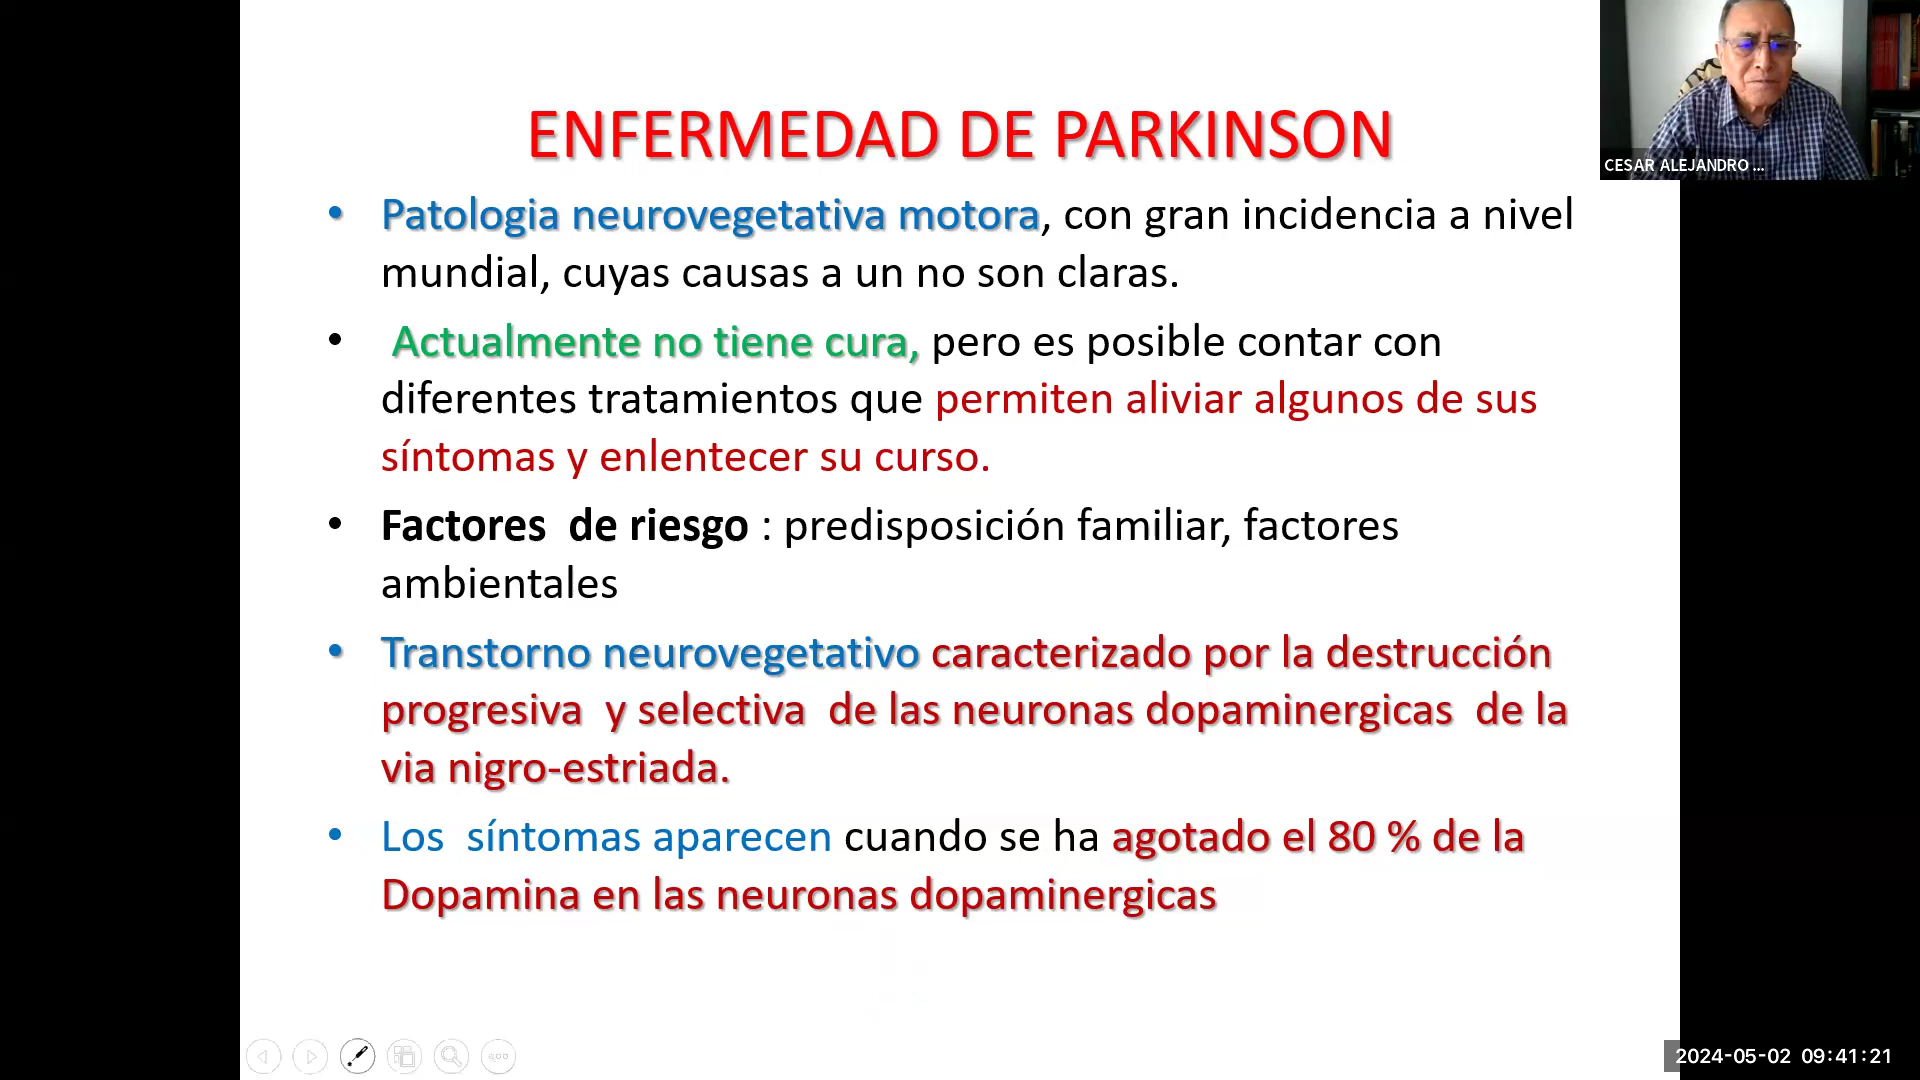 ENFERMEDAD DE PARKINSON
• Patologia neurovegetativa motora, con gran incidencia a nivel
mundial, cuyas causas a un no son claras.
• Actualmente no tiene cura, pero es posible contar con
diferentes tratamientos que permiten aliviar algunos de sus
síntomas y enlentecer su curso.
• Factores de riesgo : predisposición familiar, factores
ambientales
• Transtorno neurovegetativo caracterizado por la destrucción
progresiva y selectiva de las neuronas dopaminergicas de la
via nigro-estriada.
• Los síntomas aparecen cuando se ha agotado el 80 % de la
Dopamina en las neuronas dopaminergicas
CESAR ALEJANDRO ...
2024-05-02 09:41:21